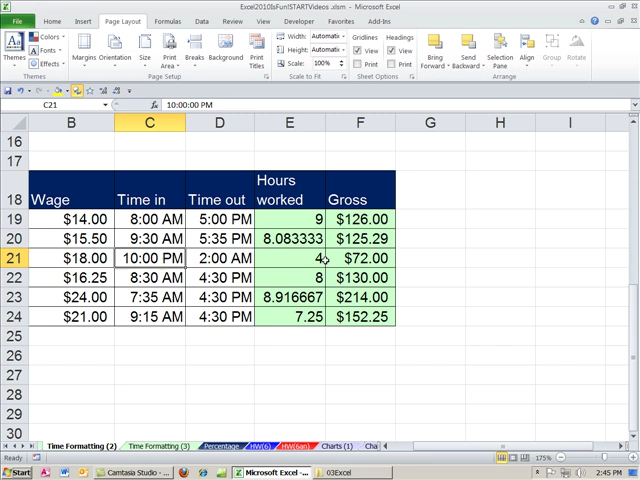 Excel2010IsFun!STARTVideos .xlsm - Microsoft Excel
File Home Insert Page Layout Formulas Data Review View Developer Favorites Add-Ins
Colors Width: Automatic Gridlines Headings
Fonts Height: Automatic View View
Themes Effects Margins Orientation Size Print Area Breaks Background Print Titles Scale: 100% Print Print Bring Forward Send Backward Selection Pane Align Group Rotate
Themes Page Setup Scale to Fit Sheet Options Arrange
C21 10:00:00 PM
B C D E F G H I
16
17
18 Wage Time in Time out Hours worked Gross
19 $14.00 8:00 AM 5:00 PM 9 $126.00
20 $15.50 9:30 AM 5:35 PM 8.083333 $125.29
21 $18.00 10:00 PM 2:00 AM 4 $72.00
22 $16.25 8:30 AM 4:30 PM 8 $130.00
23 $24.00 7:35 AM 4:30 PM 8.916667 $214.00
24 $21.00 9:15 AM 4:30 PM 7.25 $152.25
25
26
27
28
29
30
Time Formatting (2) Time Formatting (3) Percentage HW(6) HW(6an) Charts (1) Cha
Ready 175%
Start Camtasia Studio - ... Microsoft Excel -... 03Excel 2:45 PM